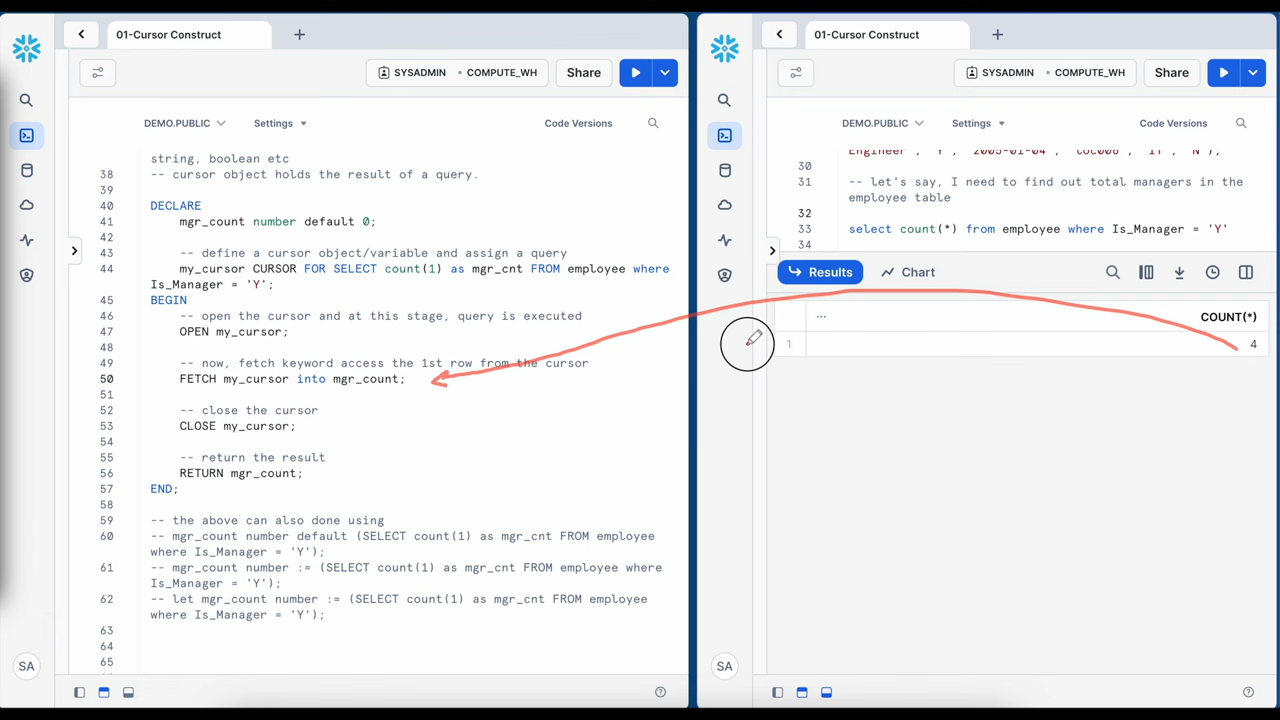 01-Cursor Construct
SYSADMIN
COMPUTE_WH
Share
DEMO.PUBLIC
Settings
Code Versions
string, boolean etc
38 -- cursor object holds the result of a query.
39
40 DECLARE
41 mgr_count number default 0;
42
43 -- define a cursor object/variable and assign a query
44 my_cursor CURSOR FOR SELECT count(1) as mgr_cnt FROM employee where
Is_Manager = 'Y';
45 BEGIN
46 -- open the cursor and at this stage, query is executed
47 OPEN my_cursor;
48
49 -- now, fetch keyword access the 1st row from the cursor
50 FETCH my_cursor into mgr_count;
51
52 -- close the cursor
53 CLOSE my_cursor;
54
55 -- return the result
56 RETURN mgr_count;
57 END;
58
59 -- the above can also done using
60 -- mgr_count number default (SELECT count(1) as mgr_cnt FROM employee
where Is_Manager = 'Y');
61 -- mgr_count number := (SELECT count(1) as mgr_cnt FROM employee where
Is_Manager = 'Y');
62 -- let mgr_count number := (SELECT count(1) as mgr_cnt FROM employee
where Is_Manager = 'Y');
63
64
65
SA
01-Cursor Construct
SYSADMIN
COMPUTE_WH
Share
DEMO.PUBLIC
Settings
Code Versions
Engineer', 'Y', '2005-01-04', 'loc006', 'IT', 'N');
30
31 -- let's say, I need to find out total managers in the
employee table
32
33 select count(*) from employee where Is_Manager = 'Y'
34
Results
Chart
... COUNT(*)
1 4
SA